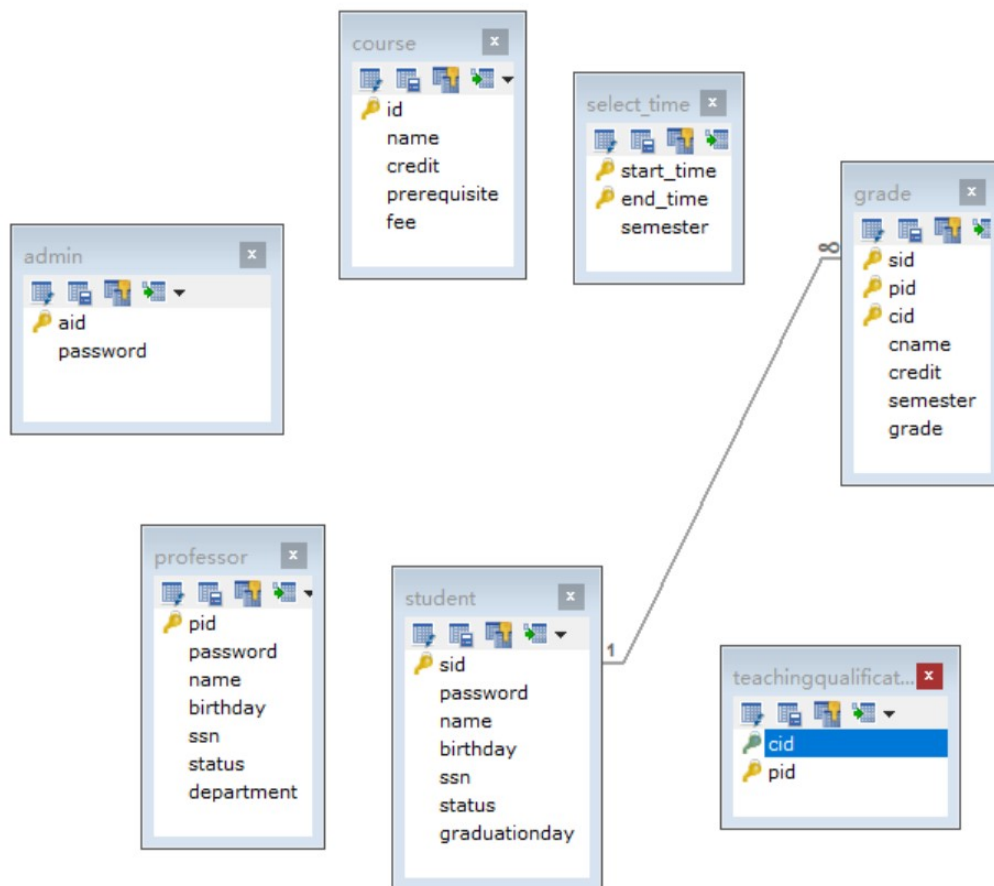 course
id
name
credit
prerequisite
fee
select_time
start_time
end_time
semester
grade
sid
pid
cid
cname
credit
semester
grade
admin
aid
password
professor
pid
password
name
birthday
ssn
status
department
student
sid
password
name
birthday
ssn
status
graduationday
1
∞
teachingqualificat...
cid
pid